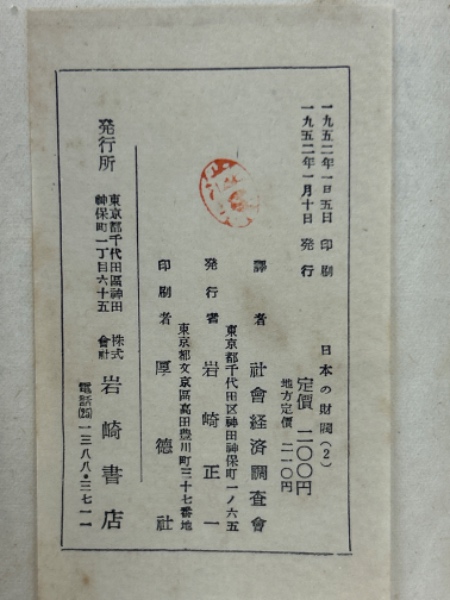 一九五二年一日五日 印刷
一九五二年一月十日 発行
日本の財閥(2)
定價 二〇〇円
地方定價 二一〇円
譯者 社會経済調査會
東京都千代田区神田神保町一ノ六五
発行者 岩崎正一
東京都文京區高田豊川町三十七番地
印刷者 厚德社
発行所
東京都千代田區神田
神保町一丁目六十五
株式
會社
岩崎書店
電話 一三八八・三七一一